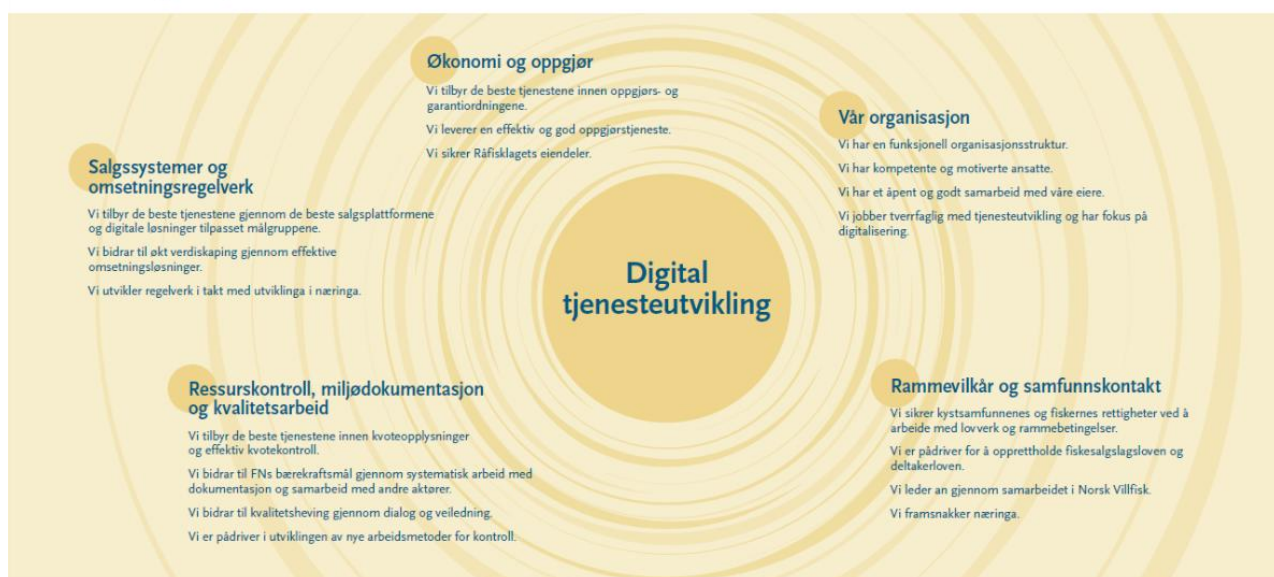 Økonomi og oppgjør
Vi tilbyr de beste tjenestene innen oppgjørs- og
garantiordningene.
Vi leverer en effektiv og god oppgjørstjeneste.
Vi sikrer Råfisklagets eiendeler.
Vår organisasjon
Vi har en funksjonell organisasjonsstruktur.
Vi har kompetente og motiverte ansatte.
Vi har et åpent og godt samarbeid med våre eiere.
Vi jobber tverrfaglig med tjenesteutvikling og har fokus på
digitalisering.
Salgssystemer og
omsetningsregelverk
Vi tilbyr de beste tjenestene gjennom de beste salgsplattformene
og digitale løsninger tilpasset målgruppene.
Vi bidrar til økt verdiskaping gjennom effektive
omsetningsløsninger.
Vi utvikler regelverk i takt med utviklinga i næringa.
Digital
tjenesteutvikling
Ressurskontroll, miljødokumentasjon
og kvalitetsarbeid
Vi tilbyr de beste tjenestene innen kvoteopplysninger
og effektiv kvotekontroll.
Vi bidrar til FNs bærekraftsmål gjennom systematisk arbeid med
dokumentasjon og samarbeid med andre aktører.
Vi bidrar til kvalitetsheving gjennom dialog og veiledning.
Vi er pådriver i utviklingen av nye arbeidsmetoder for kontroll.
Rammevilkår og samfunnskontakt
Vi sikrer kystsamfunnenes og fiskernes rettigheter ved å
arbeide med lovverk og rammebetingelser.
Vi er pådriver for å opprettholde fiskesalgslagsloven og
deltakerloven.
Vi leder an gjennom samarbeidet i Norsk Villfisk.
Vi framsnakker næringa.